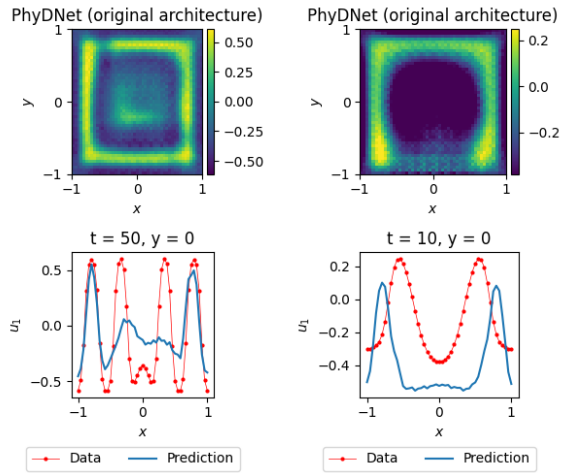 PhyDNet (original architecture)
1
0
−1
y
−1
0
1
x
0.50
0.25
0.00
−0.25
−0.50
PhyDNet (original architecture)
1
0
−1
y
−1
0
1
x
0.2
0.0
−0.2
t = 50, y = 0
0.5
0.0
−0.5
u1
−1
0
1
x
Data
Prediction
t = 10, y = 0
0.2
0.0
−0.2
−0.4
u1
−1
0
1
x
Data
Prediction